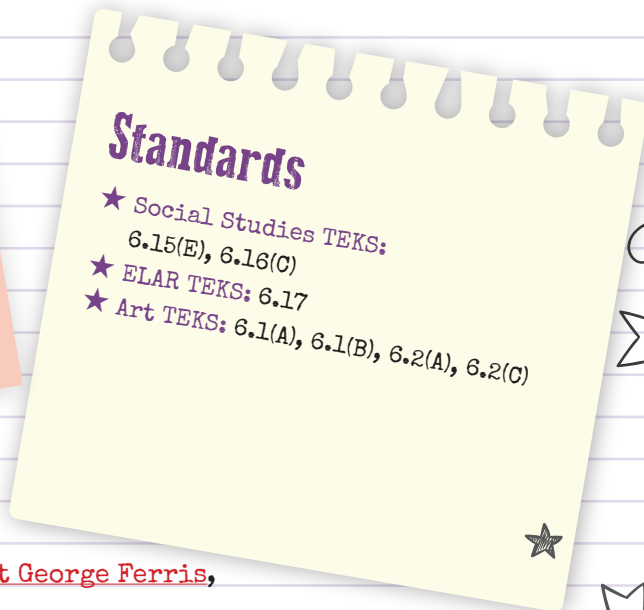 Standards
★ Social Studies TEKS:
6.15(E), 6.16(C)
★ ELAR TEKS: 6.17
★ Art TEKS: 6.1(A), 6.1(B), 6.2(A), 6.2(C)
t George Ferris,